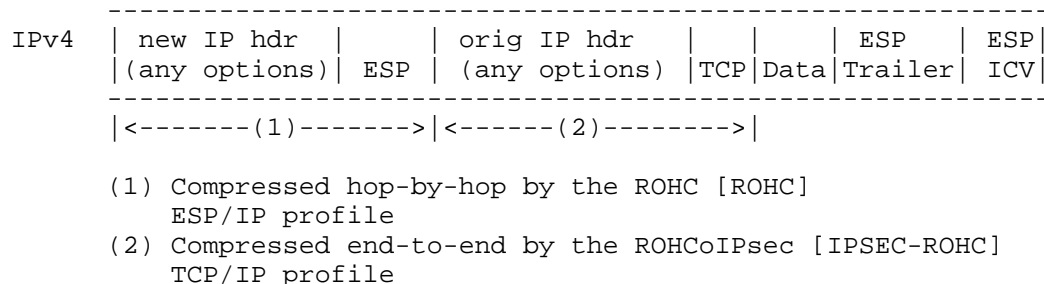 -----------------------------------------------------------
IPv4  | new IP hdr  |     | orig IP hdr   |   |    | ESP   | ESP|
      |(any options)| ESP | (any options) |TCP|Data|Trailer| ICV|
-----------------------------------------------------------
|<-------(1)------->|<------(2)-------->|
(1) Compressed hop-by-hop by the ROHC [ROHC]
ESP/IP profile
(2) Compressed end-to-end by the ROHCoIPsec [IPSEC-ROHC]
TCP/IP profile